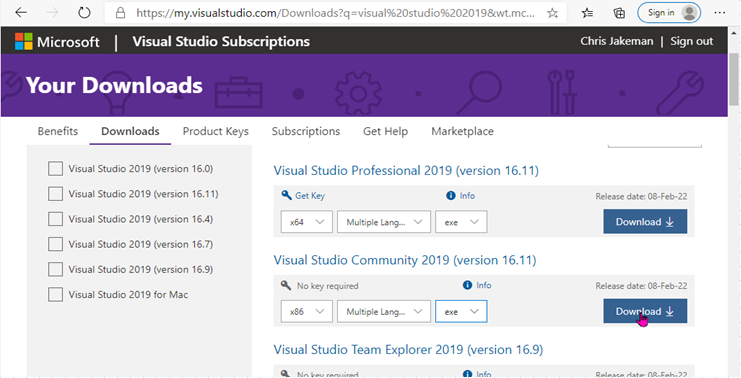 https://my.visualstudio.com/Downloads?q=visual%20studio%202019&wt.mc... Sign in
Microsoft | Visual Studio Subscriptions Chris Jakeman | Sign out
Your Downloads
Benefits Downloads Product Keys Subscriptions Get Help Marketplace
Visual Studio 2019 (version 16.0)
Visual Studio 2019 (version 16.11)
Visual Studio 2019 (version 16.4)
Visual Studio 2019 (version 16.7)
Visual Studio 2019 (version 16.9)
Visual Studio 2019 for Mac
Visual Studio Professional 2019 (version 16.11)
Get Key Info Release date: 08-Feb-22
x64 Multiple Lang... exe Download
Visual Studio Community 2019 (version 16.11)
No key required Info Release date: 08-Feb-22
x86 Multiple Lang... exe Download
Visual Studio Team Explorer 2019 (version 16.9)
No key required Info Release date: 08-Feb-22